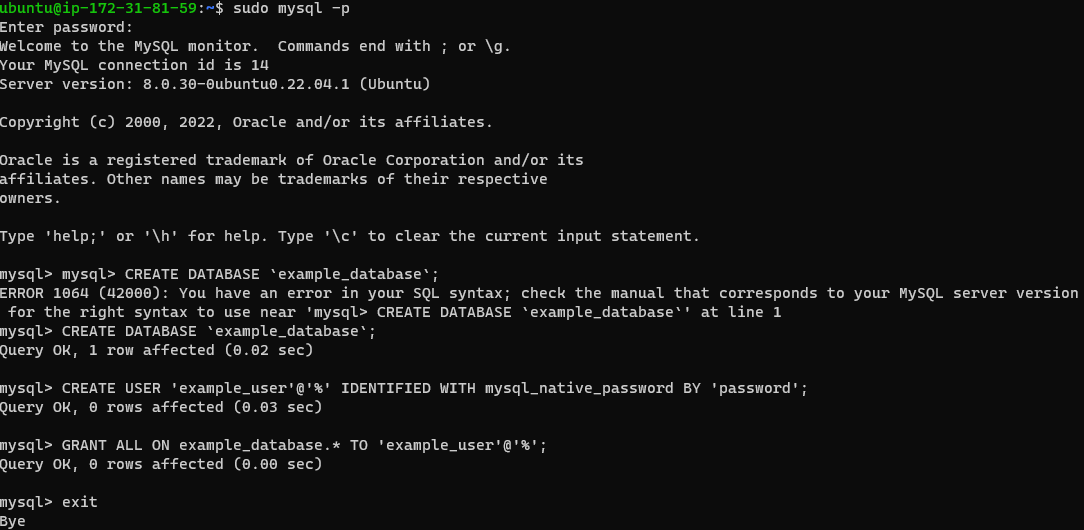 ubuntu@ip-172-31-81-59:~$ sudo mysql -p
Enter password:
Welcome to the MySQL monitor.  Commands end with ; or \g.
Your MySQL connection id is 14
Server version: 8.0.30-0ubuntu0.22.04.1 (Ubuntu)
Copyright (c) 2000, 2022, Oracle and/or its affiliates.
Oracle is a registered trademark of Oracle Corporation and/or its
affiliates. Other names may be trademarks of their respective
owners.
Type 'help;' or '\h' for help. Type '\c' to clear the current input statement.
mysql> mysql> CREATE DATABASE `example_database`;
ERROR 1064 (42000): You have an error in your SQL syntax; check the manual that corresponds to your MySQL server version
 for the right syntax to use near 'mysql> CREATE DATABASE `example_database`' at line 1
mysql> CREATE DATABASE `example_database`;
Query OK, 1 row affected (0.02 sec)
mysql> CREATE USER 'example_user'@'%' IDENTIFIED WITH mysql_native_password BY 'password';
Query OK, 0 rows affected (0.03 sec)
mysql> GRANT ALL ON example_database.* TO 'example_user'@'%';
Query OK, 0 rows affected (0.00 sec)
mysql> exit
Bye